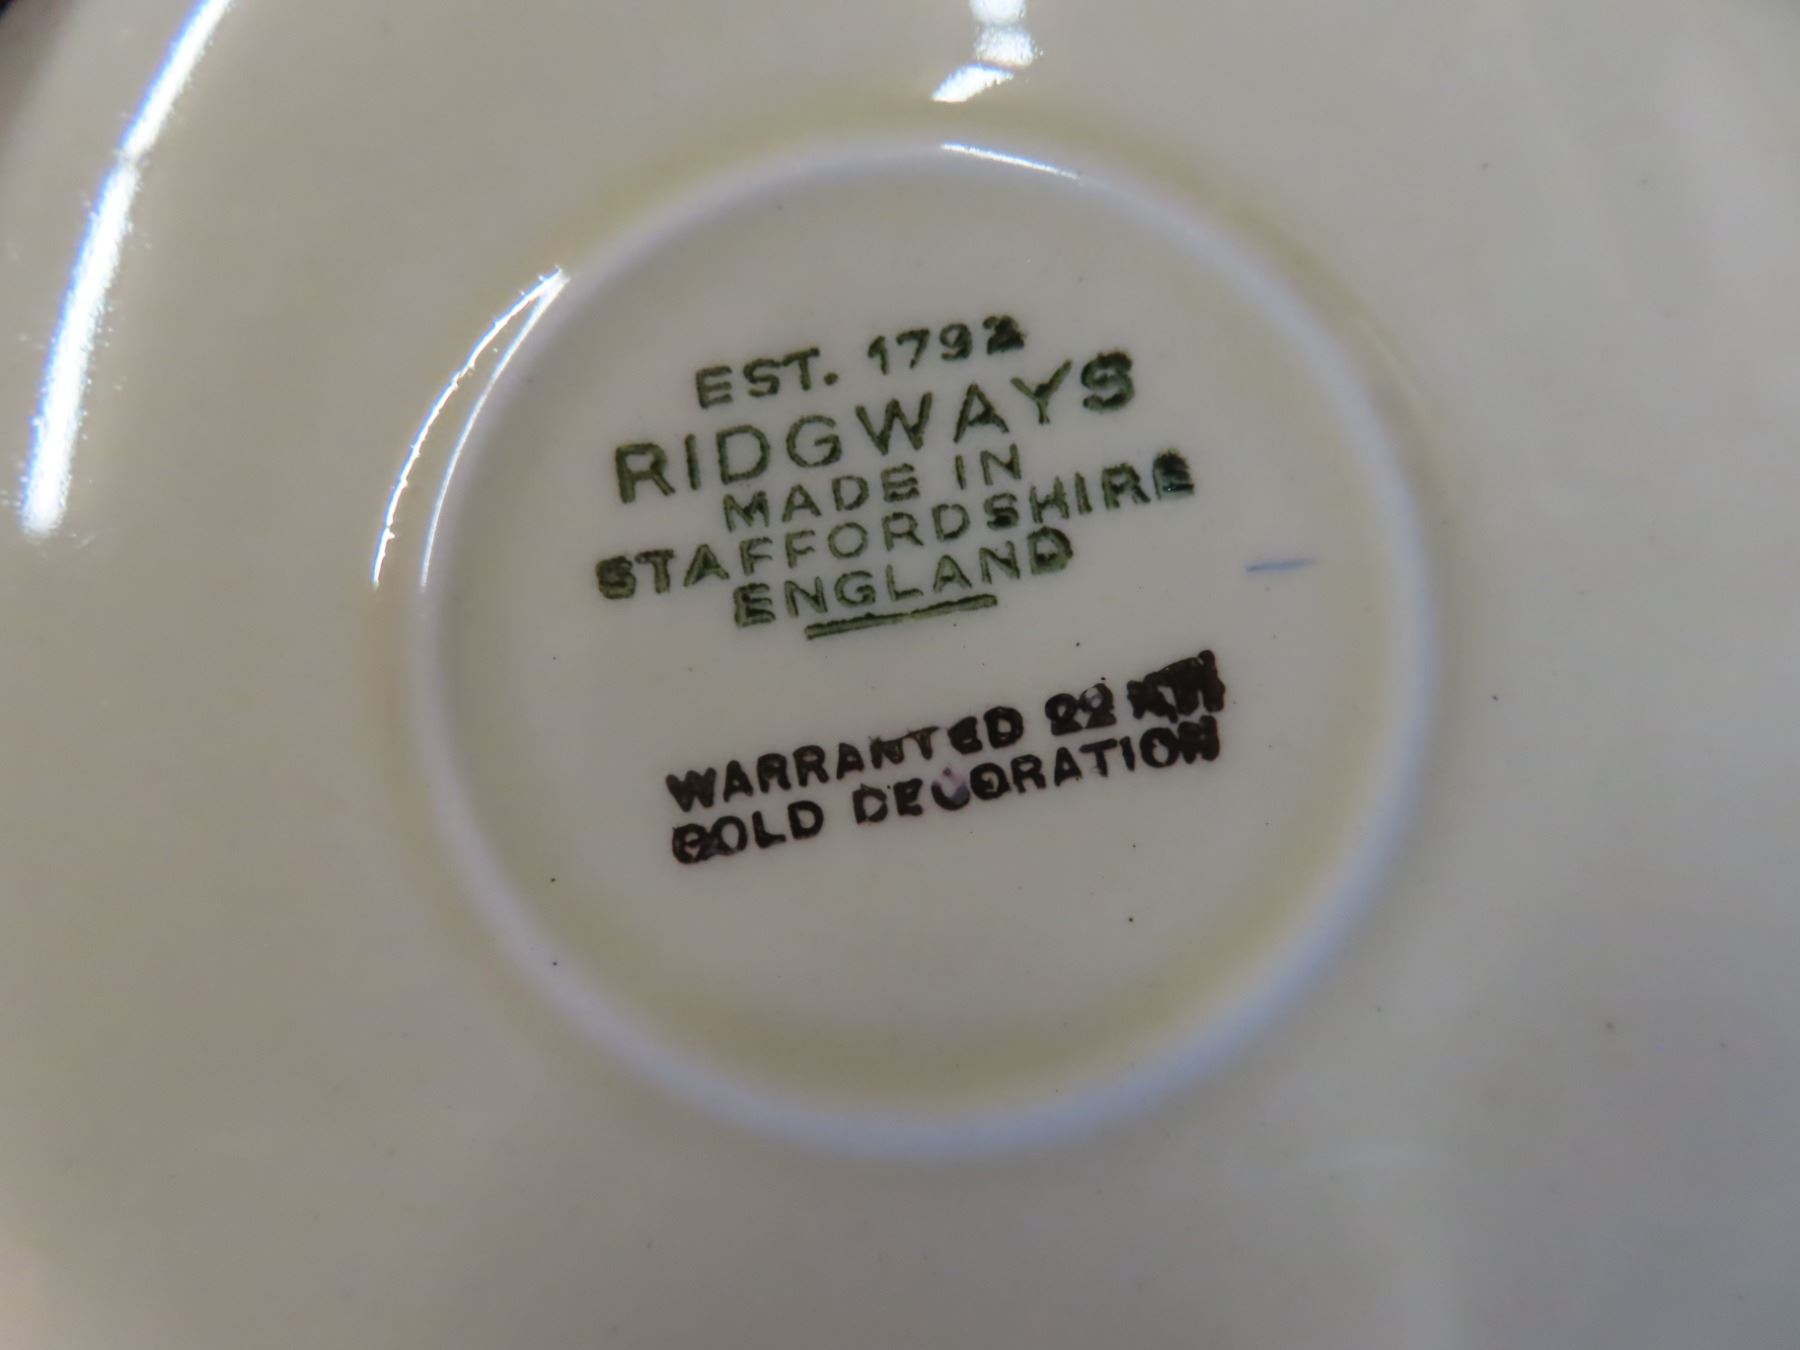 EST. 1792
RIDGWAYS
MADE IN
STAFFORDSHIRE
ENGLAND
WARRANTED 22
GOLD DECORATION